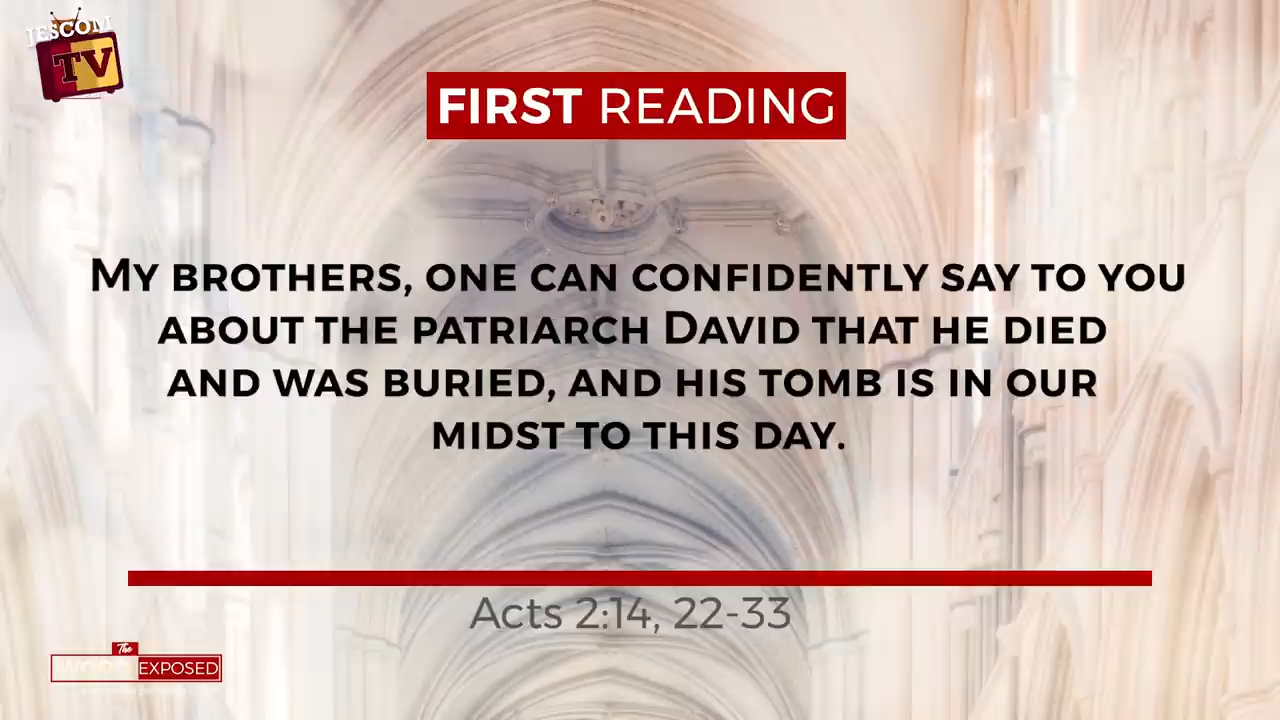 JESCOM
TV
FIRST READING
My brothers, one can confidently say to you
about the patriarch David that he died
and was buried, and his tomb is in our
midst to this day.
Acts 2:14, 22-33
The
WORD EXPOSED